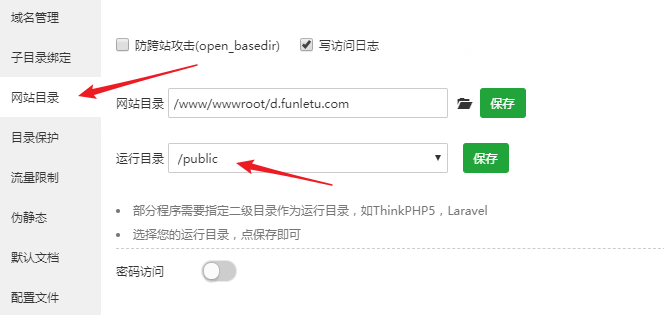 域名管理
子目录绑定
网站目录
目录保护
流量限制
伪静态
默认文档
配置文件
防跨站攻击(open_basedir)
写访问日志
网站目录 /www/wwwroot/d.funletu.com 保存
运行目录 /public 保存
部分程序需要指定二级目录作为运行目录，如ThinkPHP5，Laravel
选择您的运行目录，点保存即可
密码访问